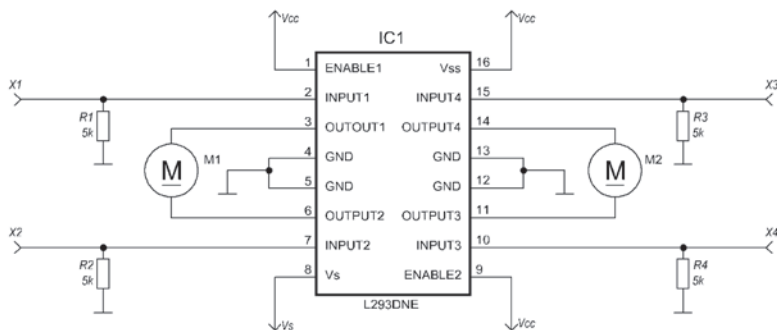 Vcc
IC1
Vcc
1 ENABLE1 Vss 16
X1
2 INPUT1 INPUT4 15
X3
R1
5k
3 OUTOUT1 OUTPUT4 14
R3
5k
4 GND GND 13
M M1
M2 M
5 GND GND 12
6 OUTPUT2 OUTPUT3 11
X2
7 INPUT2 INPUT3 10
X4
R2
5k
8 Vs ENABLE2 9
R4
5k
L293DNE
Vs
Vcc